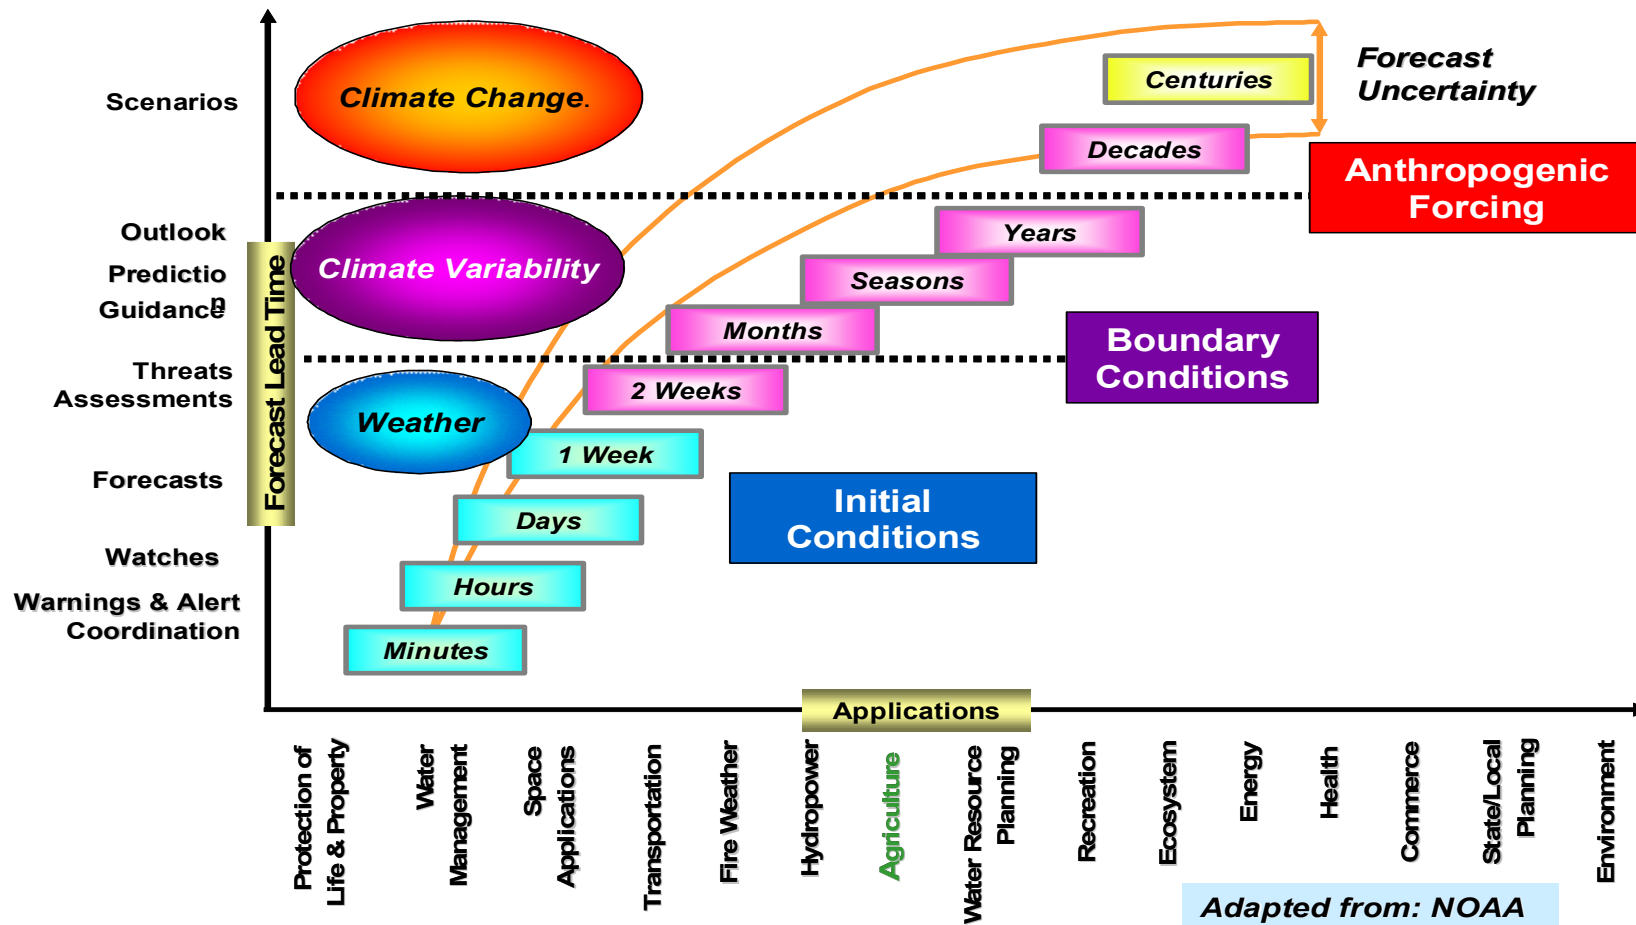 Climate Change.
Centuries
Forecast
Uncertainty
Scenarios
Decades
Anthropogenic
Forcing
Outlook
Years
Predictio
n
Climate Variability
Seasons
Guidance
Months
Boundary
Conditions
Forecast Lead Time
Threats
Assessments
2 Weeks
Weather
1 Week
Forecasts
Initial
Conditions
Days
Watches
Hours
Warnings & Alert
Coordination
Minutes
Applications
Protection of
Life & Property
Water
Management
Space
Applications
Transportation
Fire Weather
Hydropower
Agriculture
Water Resource
Planning
Recreation
Ecosystem
Energy
Health
Commerce
State/Local
Planning
Environment
Adapted from: NOAA